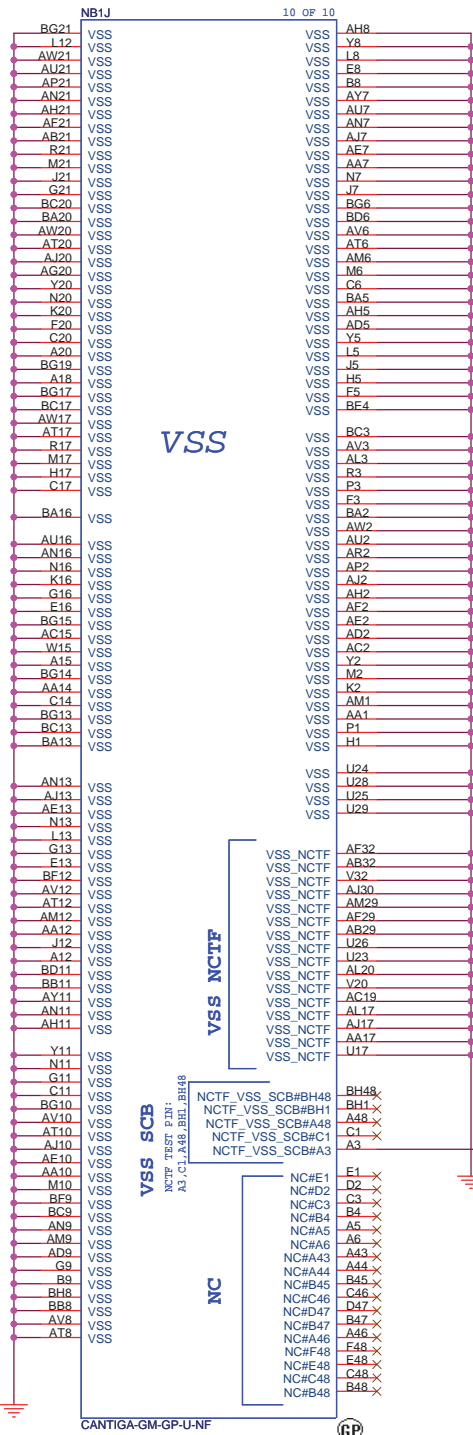 NB1J 10 OF 10
BG21 VSS VSS AH8
L12 VSS VSS Y8
AW21 VSS VSS L8
AU21 VSS VSS E8
AP21 VSS VSS B8
AN21 VSS VSS AY7
AH21 VSS VSS AU7
AF21 VSS VSS AN7
AB21 VSS VSS AJ7
R21 VSS VSS AE7
M21 VSS VSS AA7
J21 VSS VSS N7
G21 VSS VSS J7
BC20 VSS VSS BG6
BA20 VSS VSS BD6
AW20 VSS VSS AV6
AT20 VSS VSS AT6
AJ20 VSS VSS AM6
AG20 VSS VSS M6
Y20 VSS VSS C6
N20 VSS VSS BA5
K20 VSS VSS AH5
F20 VSS VSS AD5
C20 VSS VSS Y5
A20 VSS VSS L5
BG19 VSS VSS J5
A18 VSS VSS H5
BG17 VSS VSS F5
BC17 VSS VSS BE4
AW17 VSS
AT17 VSS VSS BC3
VSS
R17 VSS VSS AV3
M17 VSS VSS AL3
H17 VSS VSS R3
C17 VSS VSS P3
VSS F3
BA16 VSS VSS BA2
VSS AW2
AU16 VSS VSS AU2
AN16 VSS VSS AR2
N16 VSS VSS AP2
K16 VSS VSS AJ2
G16 VSS VSS AH2
E16 VSS VSS AF2
BG15 VSS VSS AE2
AC15 VSS VSS AD2
W15 VSS VSS AC2
A15 VSS VSS Y2
BG14 VSS VSS M2
AA14 VSS VSS K2
C14 VSS VSS AM1
BG13 VSS VSS AA1
BC13 VSS VSS P1
BA13 VSS VSS H1
VSS U24
AN13 VSS VSS U28
AJ13 VSS VSS U25
AE13 VSS VSS U29
N13 VSS
L13 VSS
G13 VSS VSS_NCTF AF32
E13 VSS VSS_NCTF AB32
BF12 VSS VSS_NCTF V32
AV12 VSS VSS_NCTF AJ30
AT12 VSS VSS_NCTF AM29
AM12 VSS VSS_NCTF AF29
AA12 VSS VSS_NCTF AB29
J12 VSS VSS_NCTF U26
A12 VSS VSS_NCTF U23
BD11 VSS VSS_NCTF AL20
BB11 VSS VSS_NCTF V20
AY11 VSS VSS_NCTF AC19
AN11 VSS VSS_NCTF AL17
AH11 VSS VSS_NCTF AJ17
VSS_NCTF AA17
Y11 VSS VSS_NCTF U17
N11 VSS
G11 VSS
C11 VSS NCTF_VSS_SCB#BH48 BH48
BG10 VSS NCTF_VSS_SCB#BH1 BH1
AV10 VSS NCTF_VSS_SCB#A48 A48
AT10 VSS NCTF_VSS_SCB#C1 C1
AJ10 VSS NCTF_VSS_SCB#A3 A3
AE10 VSS
AA10 VSS NC#E1 E1
M10 VSS NC#D2 D2
BF9 VSS NC#C3 C3
BC9 VSS NC#B4 B4
AN9 VSS NC#A5 A5
AM9 VSS NC#A6 A6
AD9 VSS NC#A43 A43
G9 VSS NC#A44 A44
B9 VSS NC#B45 B45
BH8 VSS NC#C46 C46
BB8 VSS NC#D47 D47
AV8 VSS NC#B47 B47
AT8 VSS NC#A46 A46
NC#F48 F48
NC#E48 E48
NC#C48 C48
NC#B48 B48
VSS
VSS NCTF
VSS SCB
NCTF TEST PIN:
A3,C1,A48,BH1,BH48
NC
CANTIGA-GM-GP-U-NF
GP